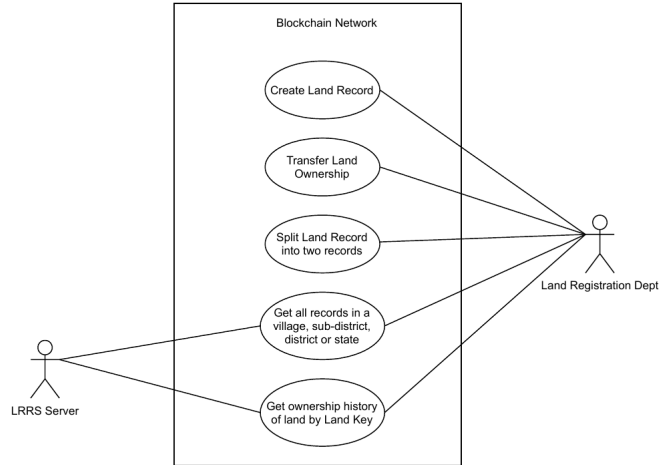 Blockchain Network
Create Land Record
Transfer Land
Ownership
Split Land Record
into two records
Land Registration Dept
Get all records in a
village, sub-district,
district or state
LRRS Server
Get ownership history
of land by Land Key